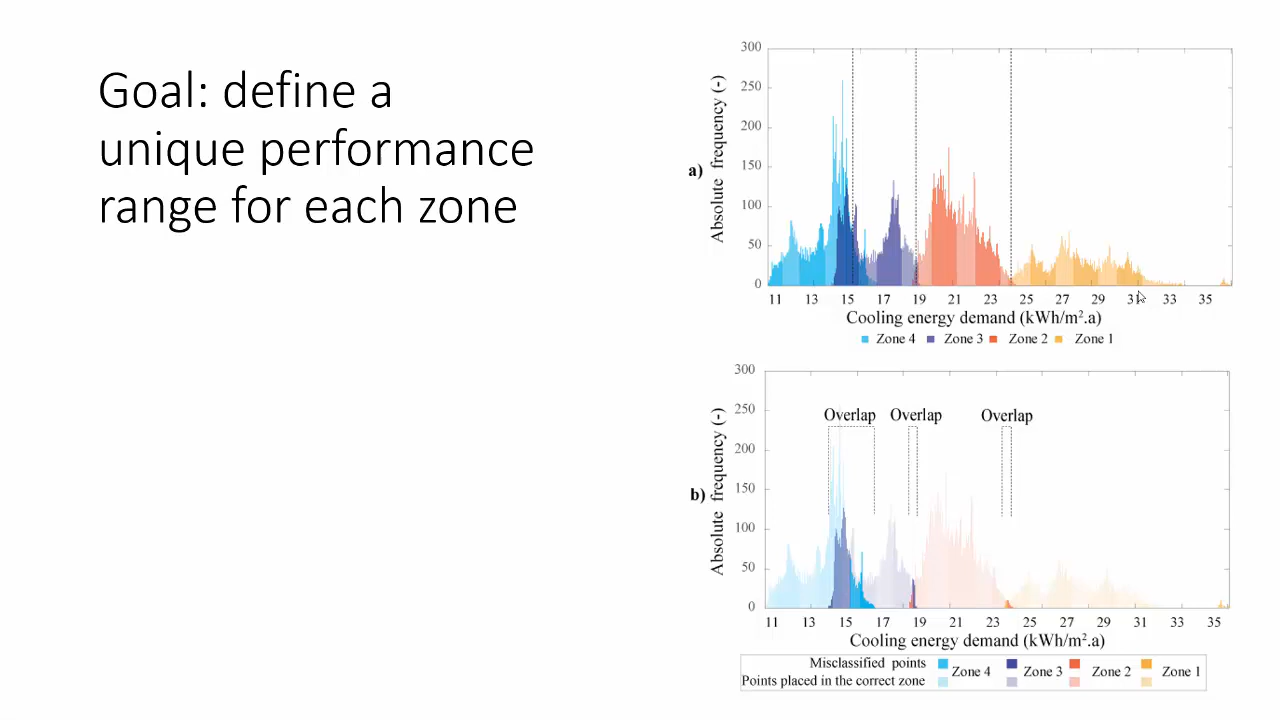 Goal: define a
unique performance
range for each zone
a)
Absolute frequency (-)
300
250
200
150
100
50
0
11 13 15 17 19 21 23 25 27 29 31 33 35
Cooling energy demand (kWh/m².a)
Zone 4 Zone 3 Zone 2 Zone 1
b)
Absolute frequency (-)
300
250
200
150
100
50
0
Overlap Overlap Overlap
11 13 15 17 19 21 23 25 27 29 31 33 35
Cooling energy demand (kWh/m².a)
Misclassified points
Points placed in the correct zone
Zone 4 Zone 3 Zone 2 Zone 1